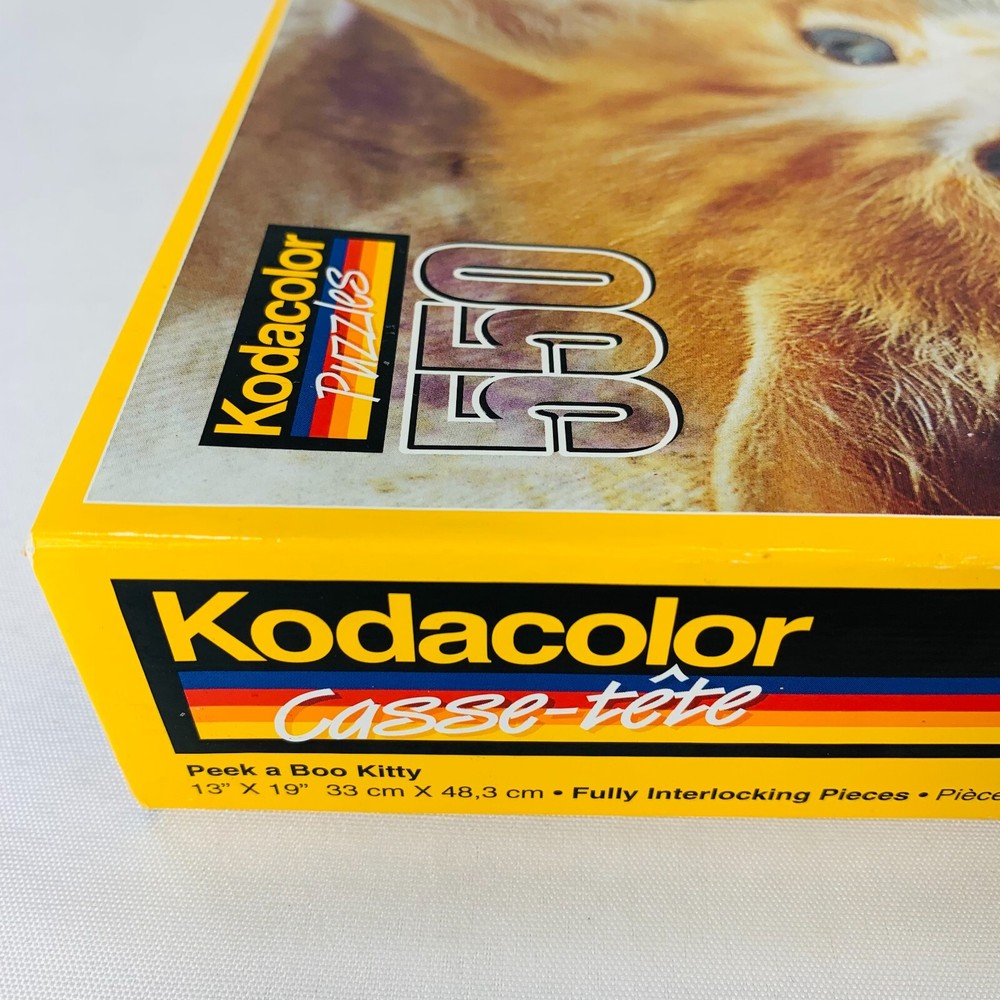 Kodacolor
Puzzles
550
Kodacolor
Casse-tête
Peek a Boo Kitty
13” X 19” 33 cm X 48,3 cm • Fully Interlocking Pieces • Pièce